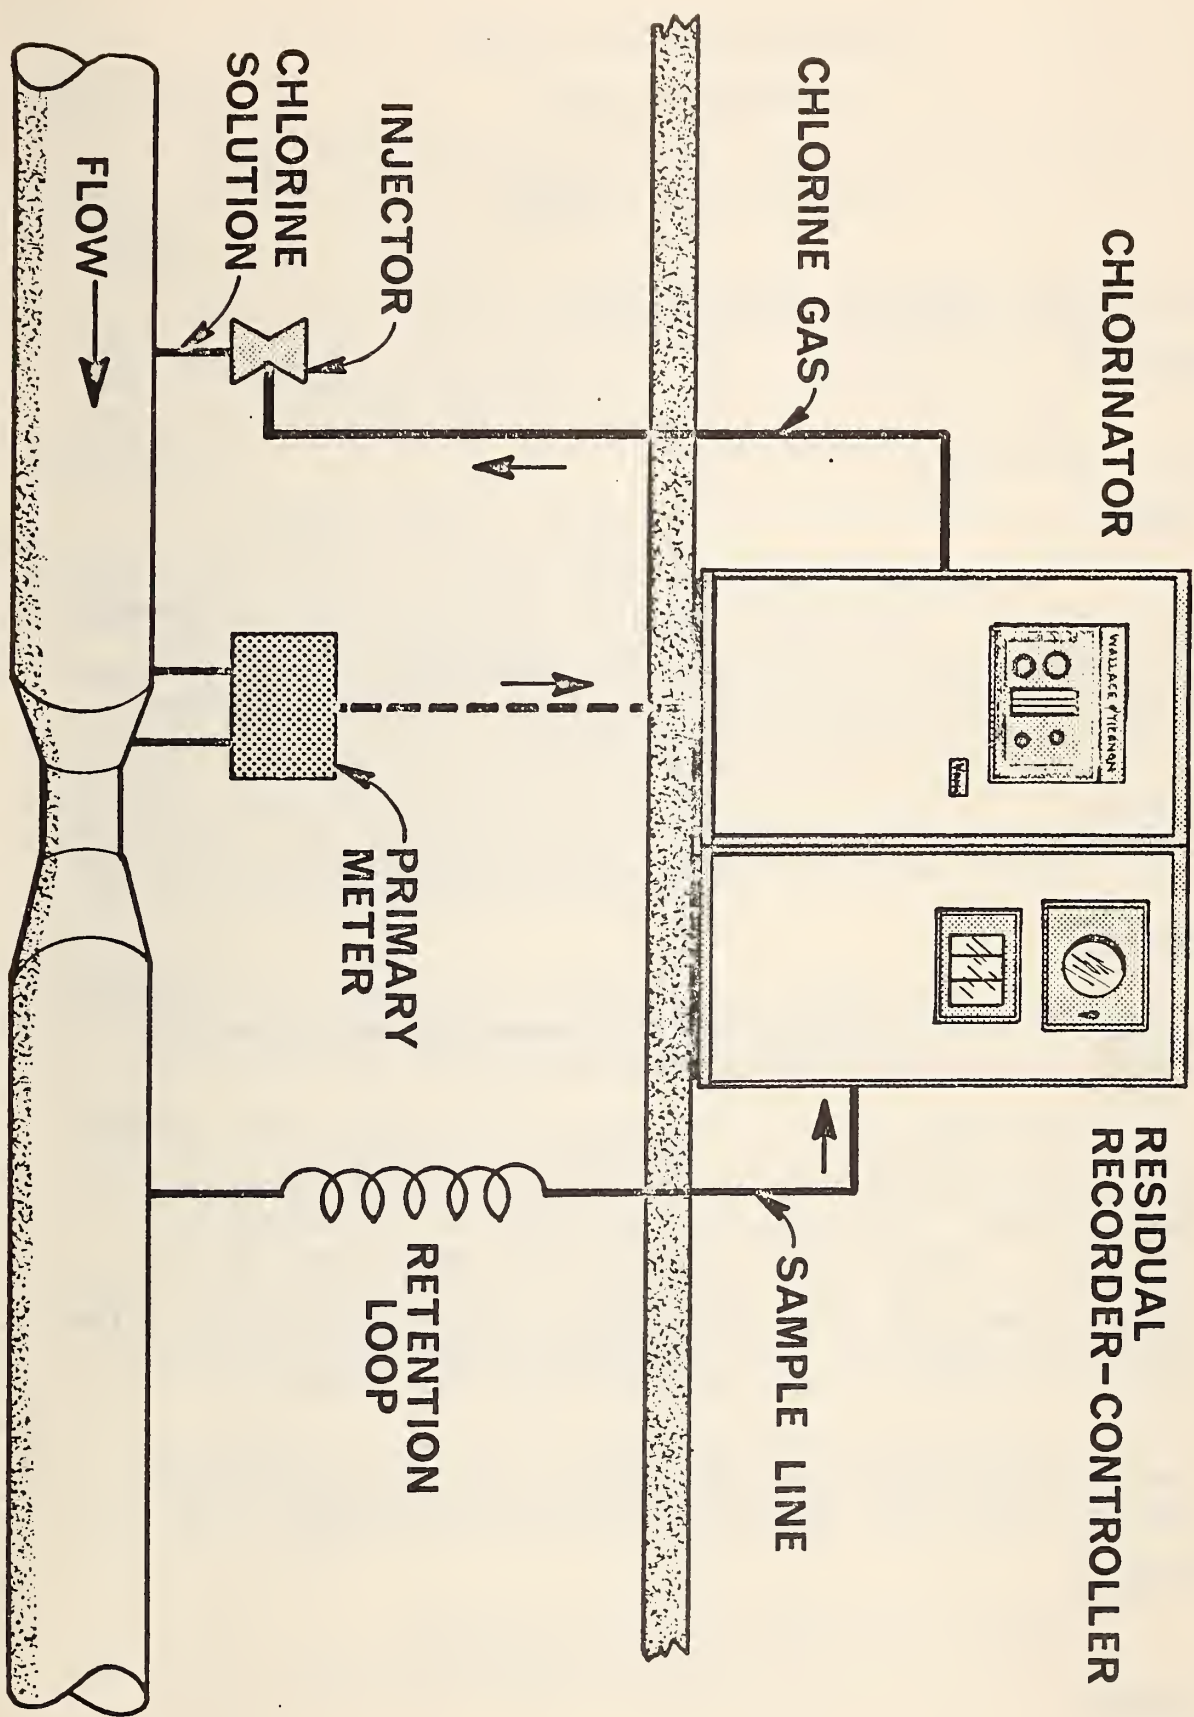 CHLORINATOR
RESIDUAL
RECORDER-CONTROLLER
WALLACE & TIERNAN
CHLORINE GAS
SAMPLE LINE
INJECTOR
CHLORINE
SOLUTION
PRIMARY
METER
RETENTION
LOOP
FLOW